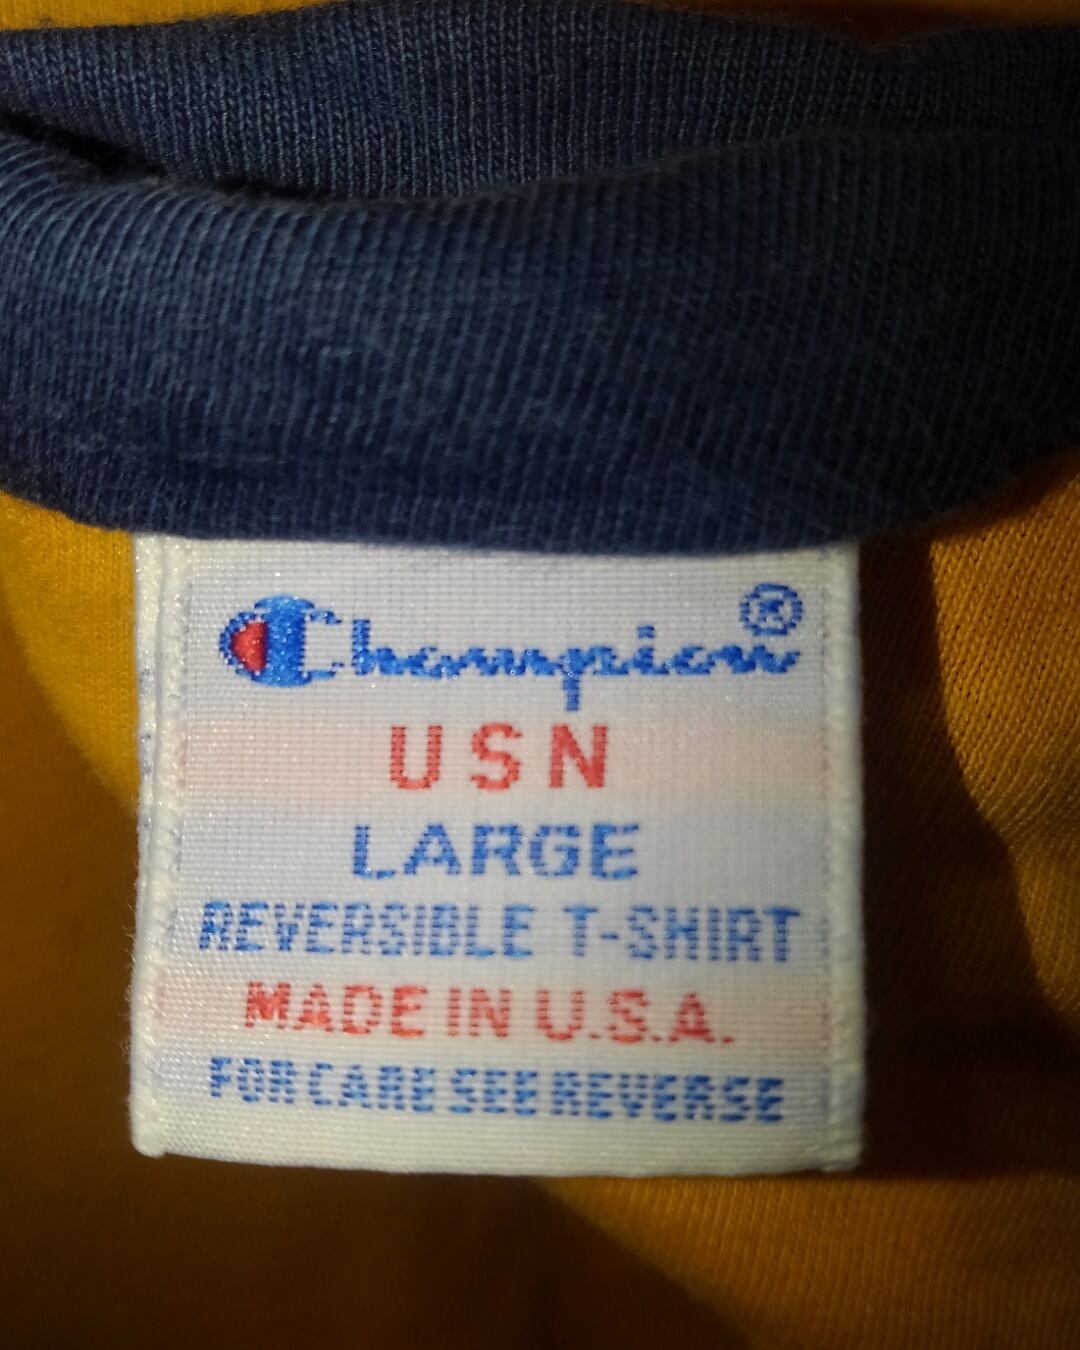 Champion®
USN
LARGE
REVERSIBLE T-SHIRT
MADE IN U.S.A.
FOR CARE SEE REVERSE